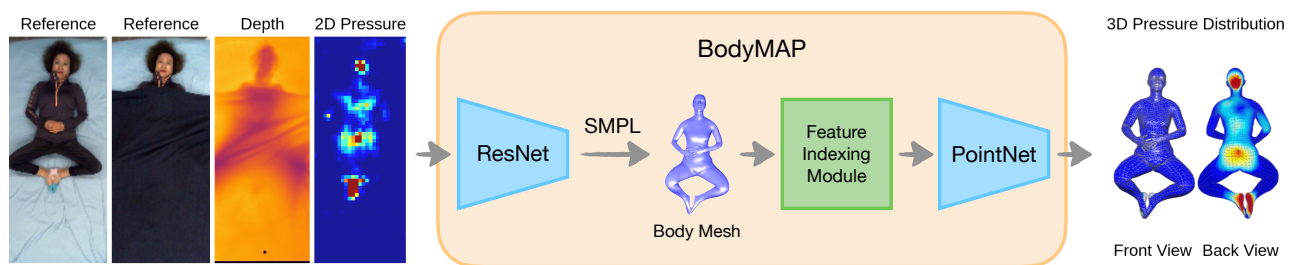 Reference
Reference
Depth
2D Pressure
BodyMAP
ResNet
SMPL
Body Mesh
Feature
Indexing
Module
PointNet
3D Pressure Distribution
Front View
Back View